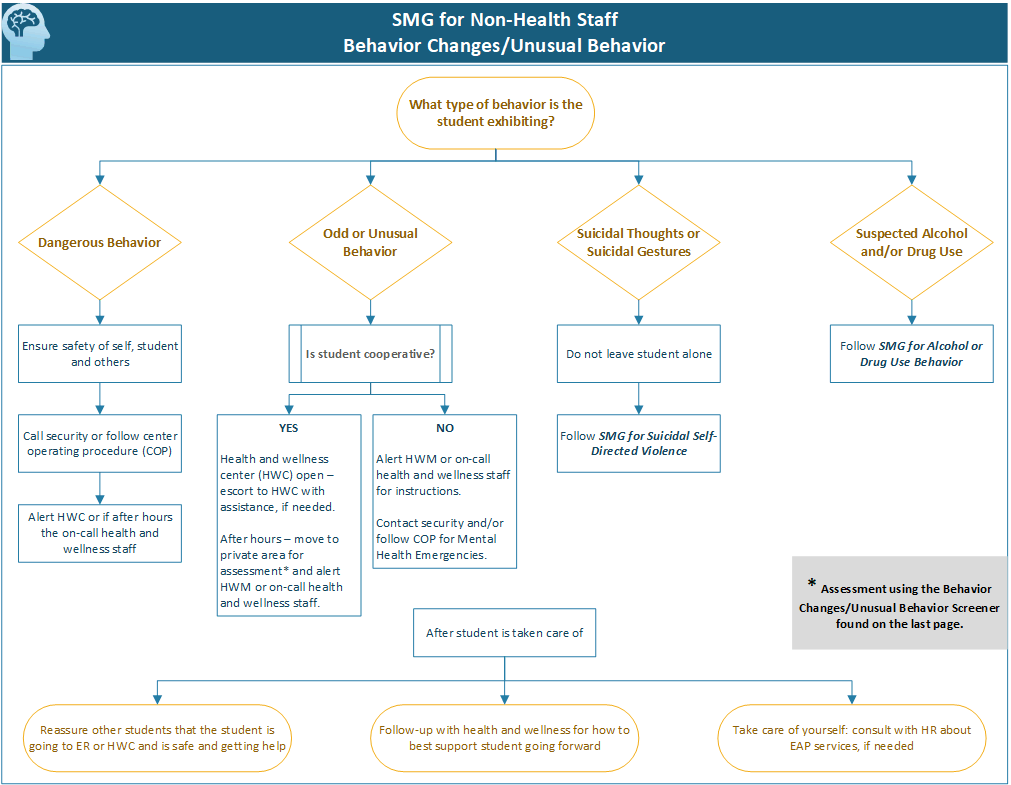 SMG for Non-Health Staff
Behavior Changes/Unusual Behavior
What type of behavior is the
student exhibiting?
Dangerous Behavior
Odd or Unusual
Behavior
Suicidal Thoughts or
Suicidal Gestures
Suspected Alcohol
and/or Drug Use
Ensure safety of self, student
and others
Is student cooperative?
Do not leave student alone
Follow SMG for Alcohol or
Drug Use Behavior
Call security or follow center
operating procedure (COP)
YES
Health and wellness
center (HWC) open –
escort to HWC with
assistance, if needed.
After hours – move to
private area for
assessment* and alert
HWM or on-call health
and wellness staff.
NO
Alert HWM or on-call
health and wellness staff
for instructions.
Contact security and/or
follow COP for Mental
Health Emergencies.
Follow SMG for Suicidal Self-
Directed Violence
Alert HWC or if after hours
the on-call health and
wellness staff
* Assessment using the Behavior
Changes/Unusual Behavior Screener
found on the last page.
After student is taken care of
Reassure other students that the student is
going to ER or HWC and is safe and getting help
Follow-up with health and wellness for how to
best support student going forward
Take care of yourself: consult with HR about
EAP services, if needed